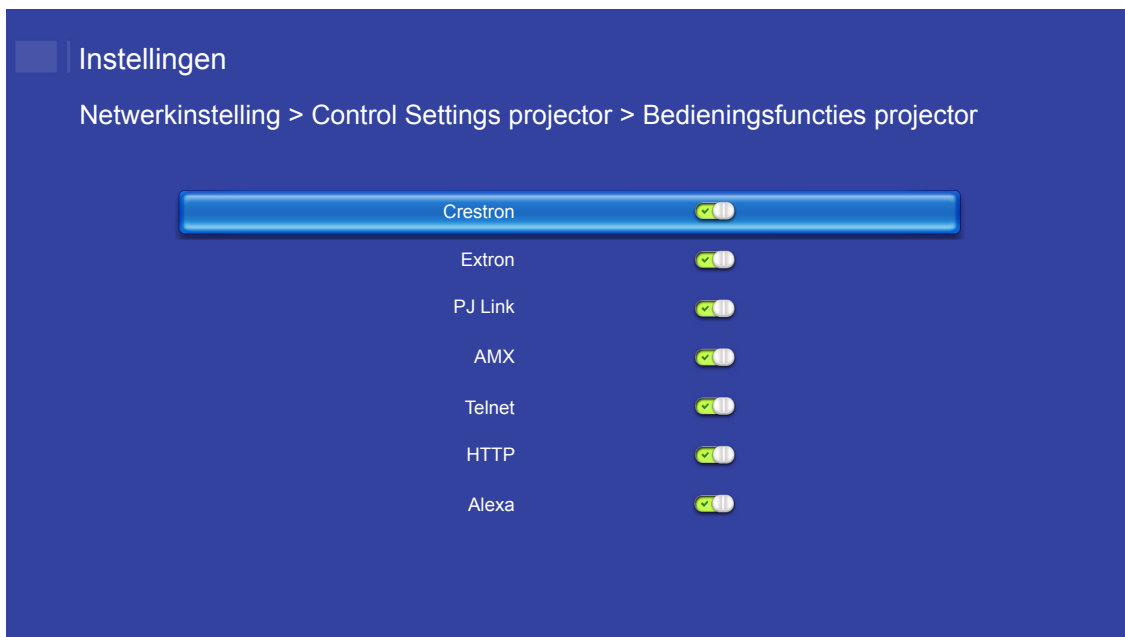 Instellingen
Netwerkinstelling > Control Settings projector > Bedieningsfuncties projector
Crestron
Extron
PJ Link
AMX
Telnet
HTTP
Alexa